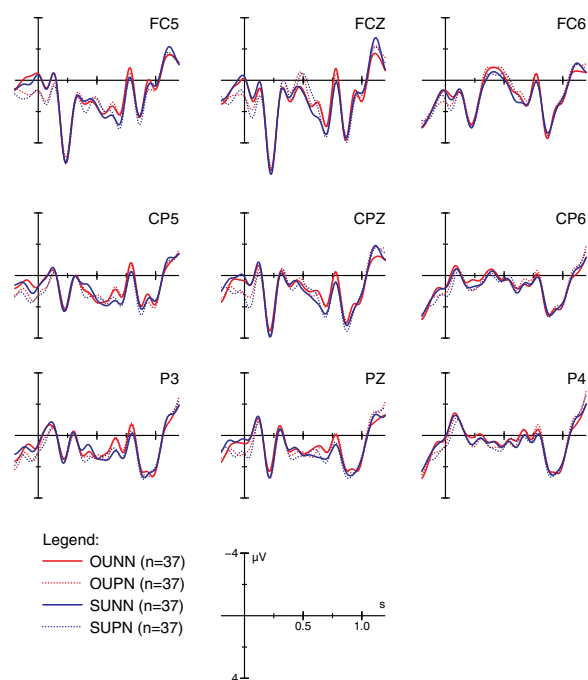 FC5 FCZ FC6
CP5 CPZ CP6
P3 PZ P4
Legend:
OUNN (n=37)
OUPN (n=37)
SUNN (n=37)
SUPN (n=37)
-4
µV
s
0.5 1.0
4